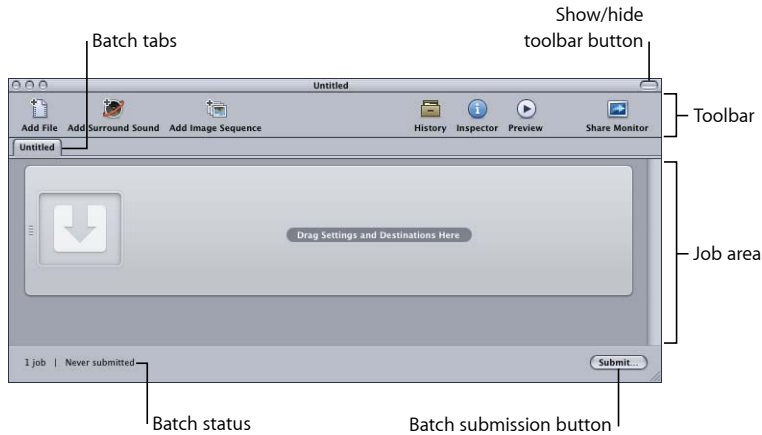 Show/hide
toolbar button
Batch tabs
Untitled
Add File Add Surround Sound Add Image Sequence History Inspector Preview Share Monitor
Toolbar
Untitled
Drag Settings and Destinations Here
Job area
1 job | Never submitted
Submit...
Batch status
Batch submission button